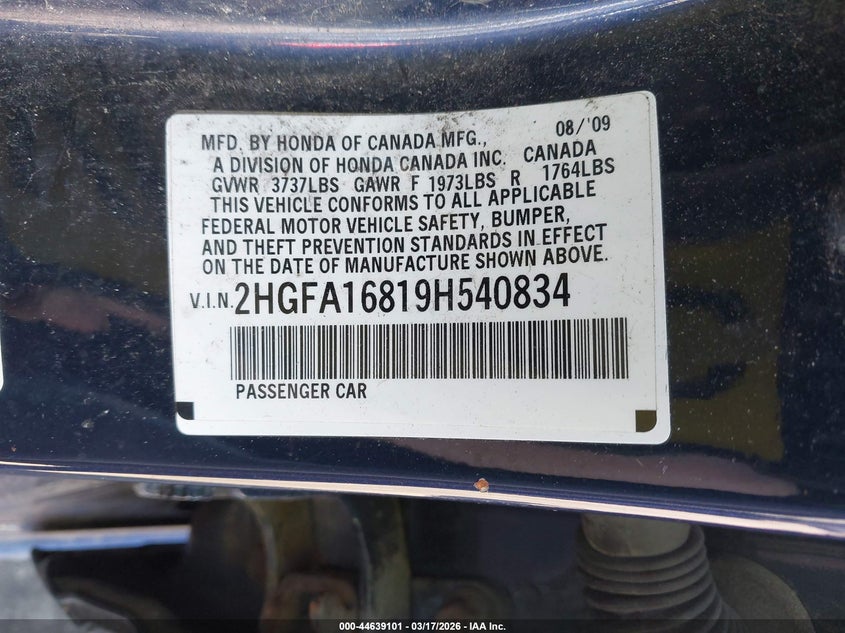 MFD. BY HONDA OF CANADA MFG., 08/'09
A DIVISION OF HONDA CANADA INC. CANADA
GVWR 3737LBS GAWR F 1973LBS R 1764LBS
THIS VEHICLE CONFORMS TO ALL APPLICABLE
FEDERAL MOTOR VEHICLE SAFETY, BUMPER,
AND THEFT PREVENTION STANDARDS IN EFFECT
ON THE DATE OF MANUFACTURE SHOWN ABOVE.
V.I.N. 2HGFA16819H540834
PASSENGER CAR
000-44639101 - 03/17/2026 - IAA Inc.